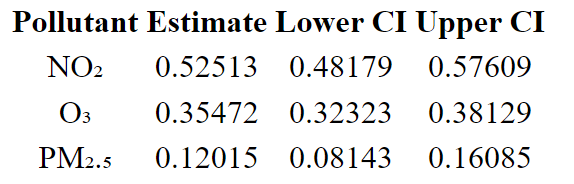 Pollutant Estimate Lower CI Upper CI
NO₂ 0.52513 0.48179 0.57609
O₃ 0.35472 0.32323 0.38129
PM₂.₅ 0.12015 0.08143 0.16085